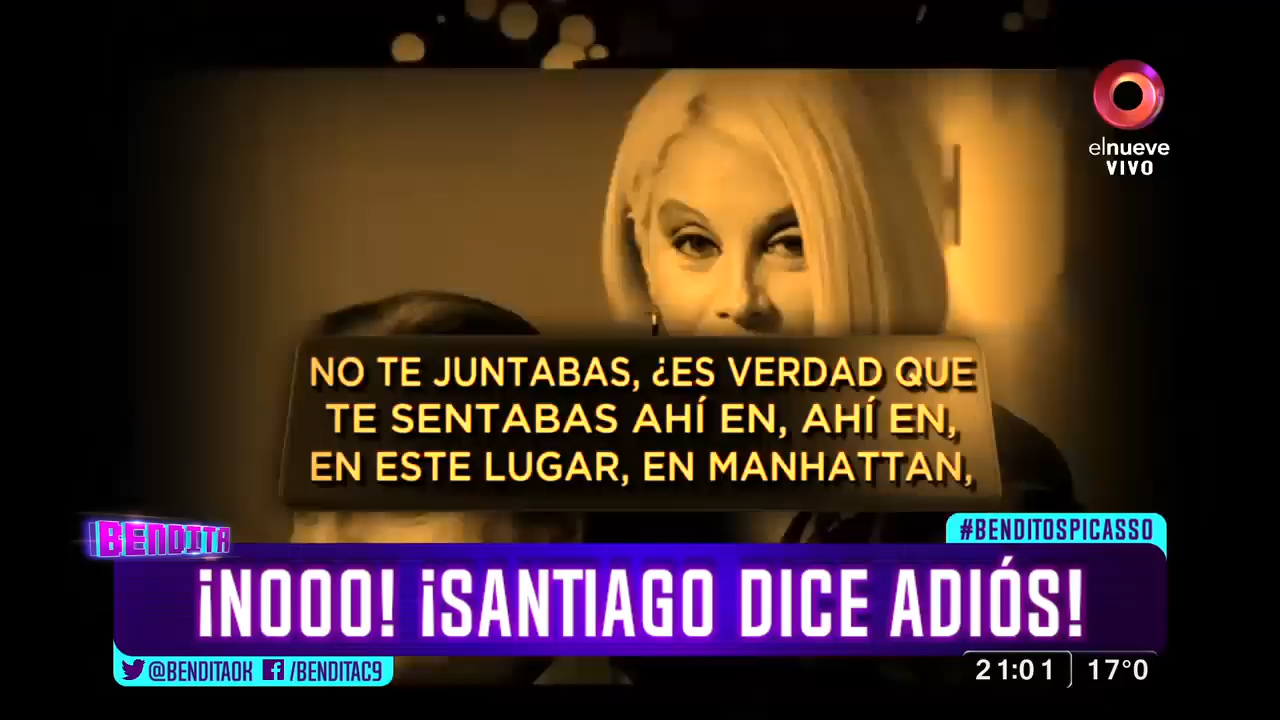 elnueve
VIVO
NO TE JUNTABAS, ¿ES VERDAD QUE
TE SENTABAS AHÍ EN, AHÍ EN,
EN ESTE LUGAR, EN MANHATTAN,
BENDITA
#BENDITOSPICASSO
¡NOOO! ¡SANTIAGO DICE ADIÓS!
@BENDITAOK /BENDITAC9
21:01 17°0